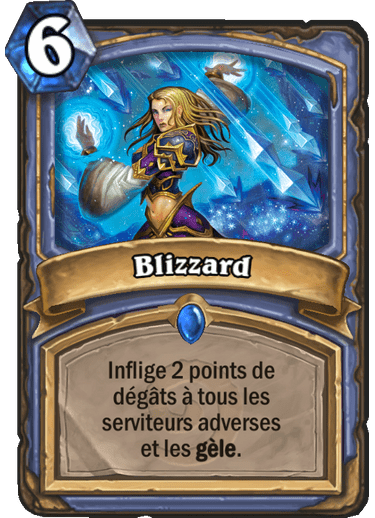 6
Blizzard
Inflige 2 points de
dégâts à tous les
serviteurs adverses
et les gèle.